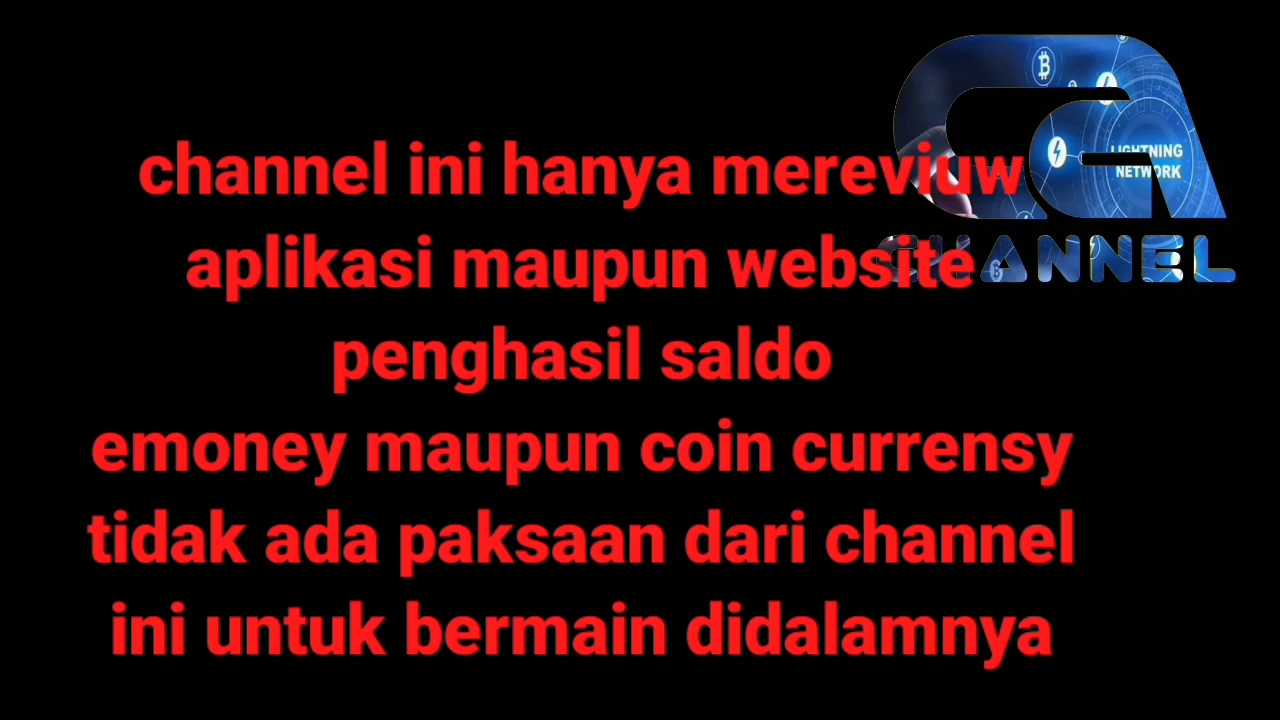 channel ini hanya mereviuw
aplikasi maupun website
penghasil saldo
emoney maupun coin currensy
tidak ada paksaan dari channel
ini untuk bermain didalamnya
LIGHTNING
NETWORK
CHANNEL